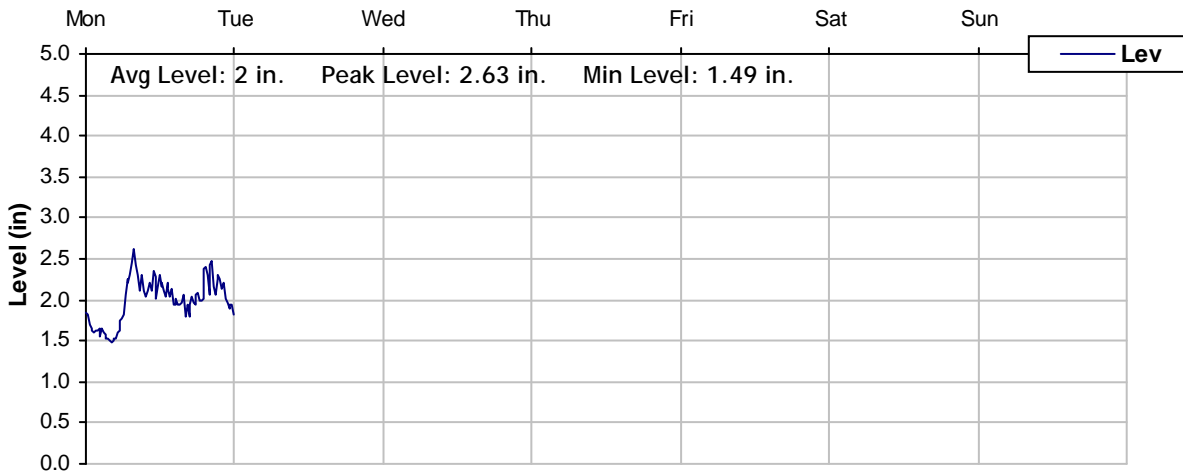 Mon Tue Wed Thu Fri Sat Sun
5.0
Lev
Avg Level: 2 in. Peak Level: 2.63 in. Min Level: 1.49 in.
4.5
4.0
3.5
3.0
2.5
2.0
1.5
1.0
0.5
0.0
Level (in)